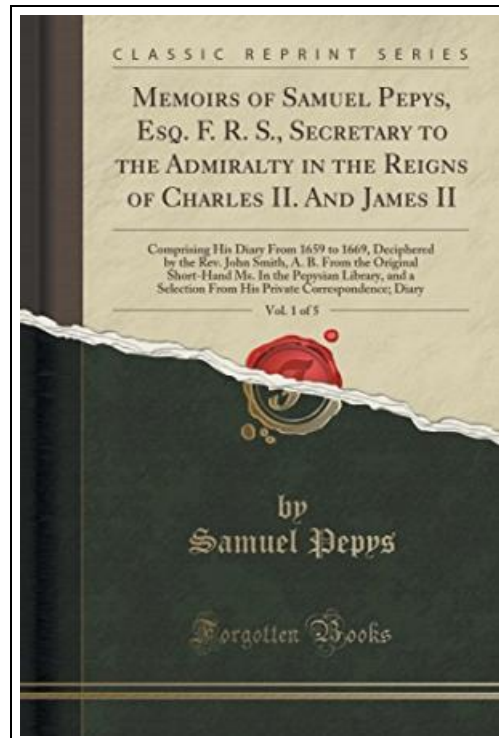 CLASSIC REPRINT SERIES
MEMOIRS OF SAMUEL PEPYS,
ESQ. F. R. S., SECRETARY TO
THE ADMIRALTY IN THE REIGNS
OF CHARLES II. AND JAMES II
Comprising His Diary From 1659 to 1669, Deciphered
by the Rev. John Smith, A. B. From the Original
Short-Hand Ms. In the Pepysian Library, and a
Selection From His Private Correspondence; Diary
Vol. 1 of 5
by
Samuel Pepys
Forgotten Books